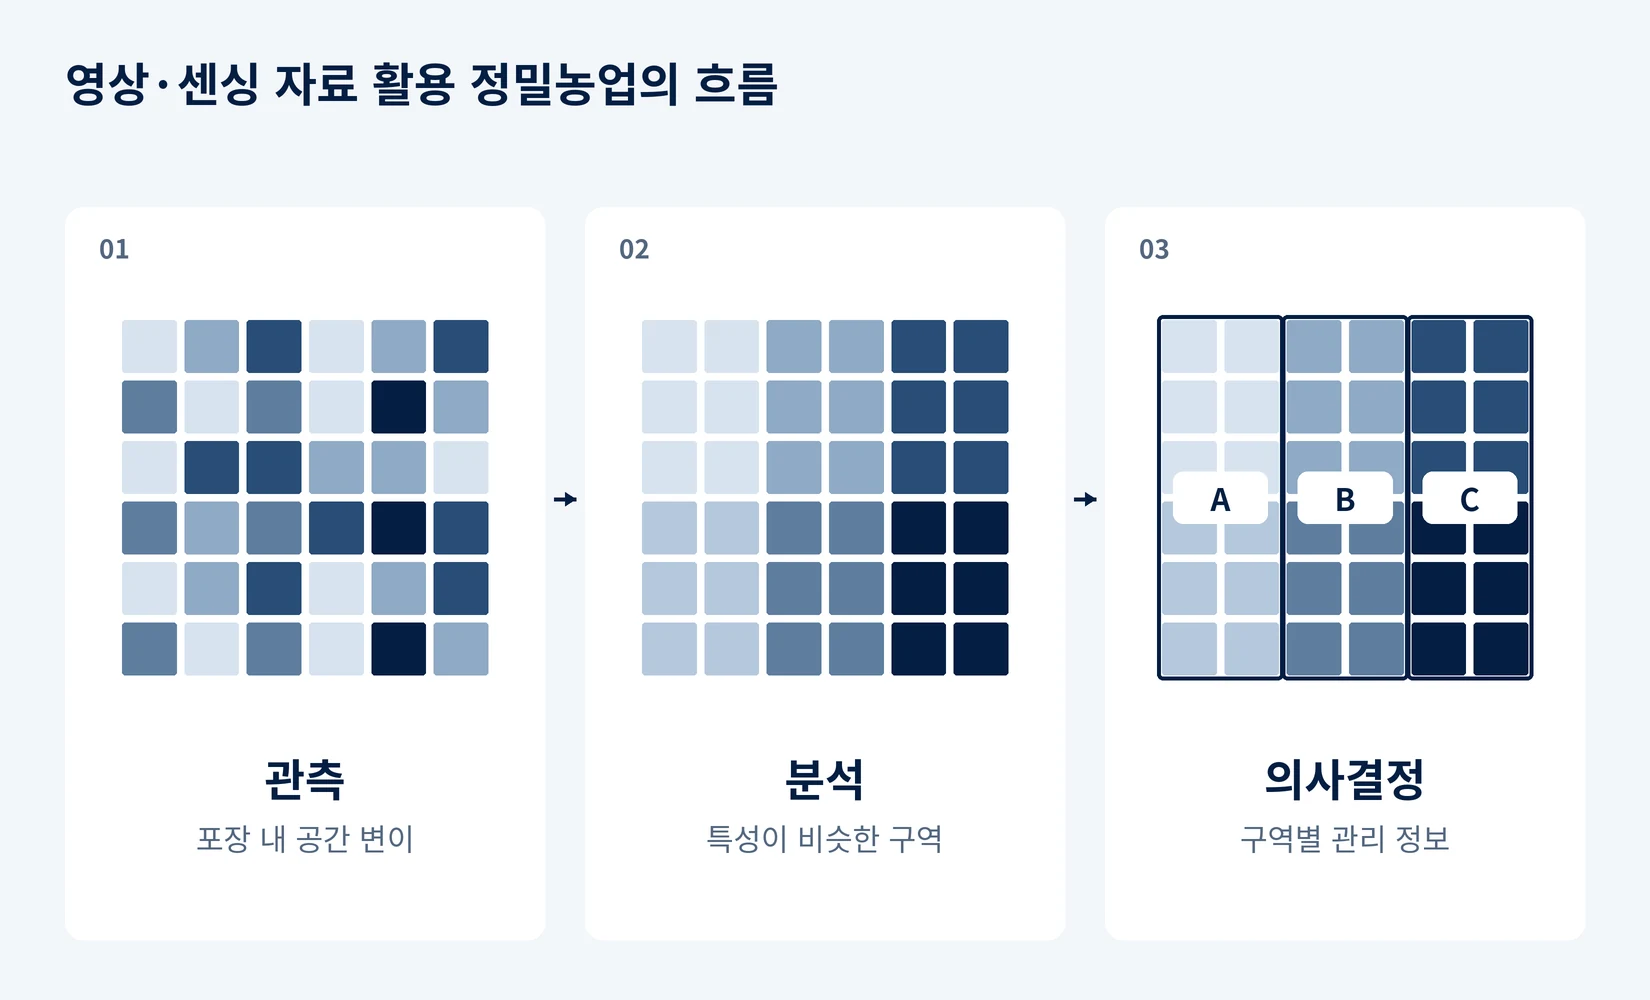 영상·센싱 자료 활용 정밀농업의 흐름
01
관측
포장 내 공간 변이
02
분석
특성이 비슷한 구역
03
A
B
C
의사결정
구역별 관리 정보